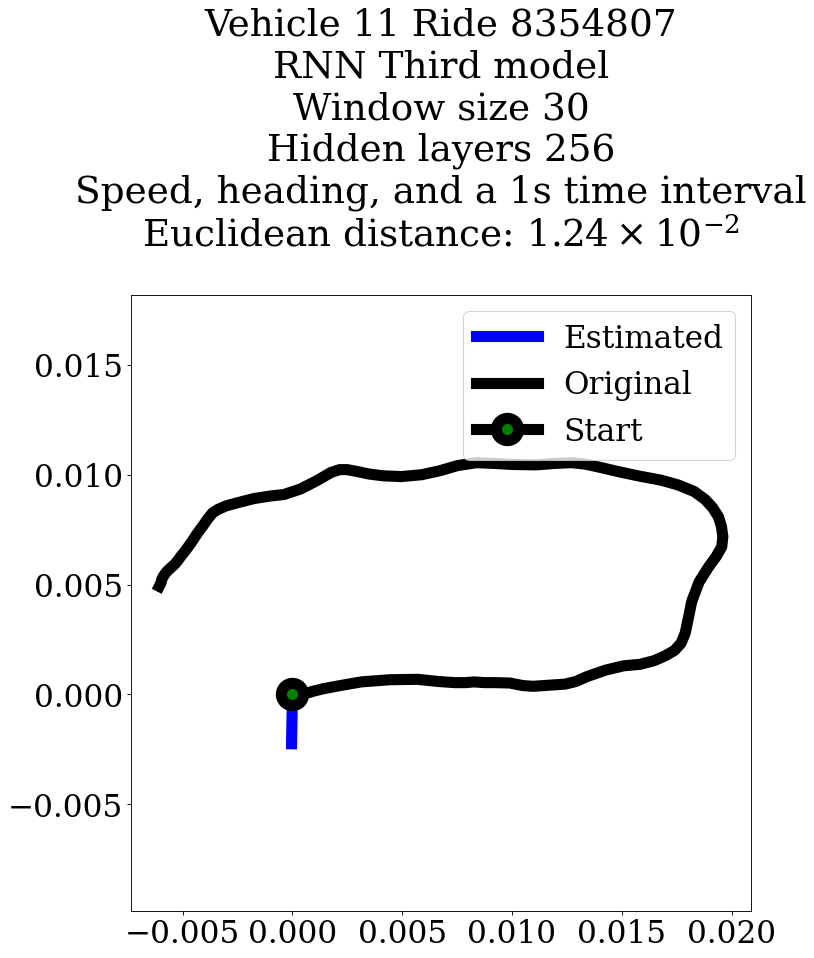 Vehicle 11 Ride 8354807
RNN Third model
Window size 30
Hidden layers 256
Speed, heading, and a 1s time interval
Euclidean distance: 1.24 × 10⁻²
Estimated
Original
Start
0.015
0.010
0.005
0.000
−0.005
−0.005 0.000 0.005 0.010 0.015 0.020